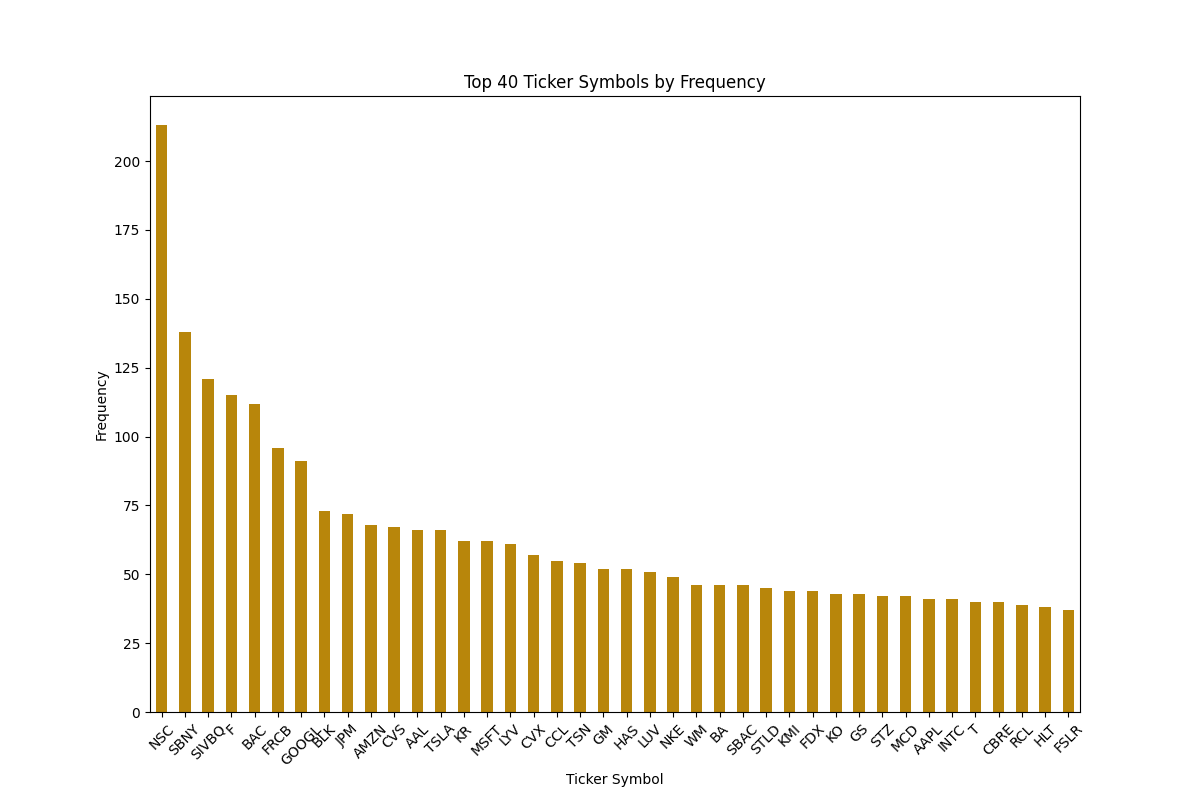 Top 40 Ticker Symbols by Frequency
200
175
150
125
100
75
50
25
0
Frequency
NSC
SBNY
SIVBQ
F
BAC
FRCB
GOOGL
BLK
JPM
AMZN
CVS
AAL
TSLA
KR
MSFT
LYV
CVX
CCL
TSN
GM
HAS
LUV
NKE
WM
BA
SBAC
STLD
KMI
FDX
KO
GS
STZ
MCD
AAPL
INTC
T
CBRE
RCL
HLT
FSLR
Ticker Symbol